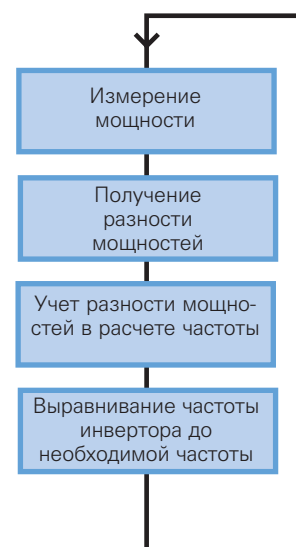 Измерение
мощности
Получение
разности
мощностей
Учет разности мощно-
стей в расчете частоты
Выравнивание частоты
инвертора до
необходимой частоты